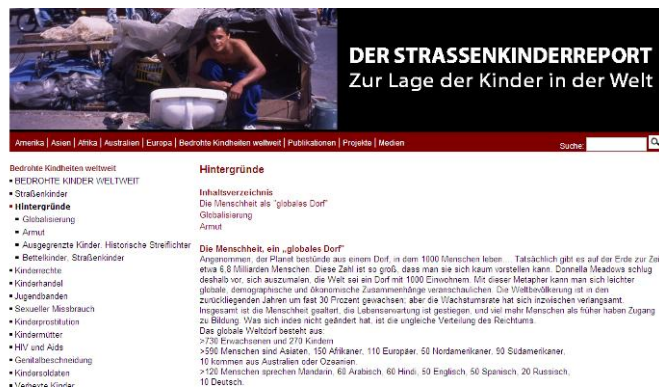 DER STRASSENKINDERREPORT
Zur Lage der Kinder in der Welt
Amerika | Asien | Afrika | Australien | Europa | Bedrohte Kindheiten weltweit | Publikationen | Projekte | Medien
Suche:
Bedrohte Kindheiten weltweit
BEDROHTE KINDER WELTWEIT
Straßenkinder
Hintergründe
Globalisierung
Armut
Ausgegrenzte Kinder. Historische Streiflichter
Bettelkinder, Straßenkinder
Kinderrechte
Kinderhandel
Jugendbanden
Sexueller Missbrauch
Kinderprostitution
Kindermütter
HIV und Aids
Genitalbeschneidung
Kindersoldaten
Verhexte Kinder
Hintergründe
Inhaltsverzeichnis
Die Menschheit als "globales Dorf"
Globalisierung
Armut
Die Menschheit, ein „globales Dorf"
Angenommen, der Planet bestünde aus einem Dorf, in dem 1000 Menschen leben.... Tatsächlich gibt es auf der Erde zur Zei
etwa 6,8 Milliarden Menschen. Diese Zahl ist so groß, dass man sie sich kaum vorstellen kann. Donnella Meadows schlug
deshalb vor, sich auszumalen, die Welt sei ein Dorf mit 1000 Einwohnern. Mit dieser Metapher kann man sich leichter
globale, demographische und ökonomische Zusammenhänge veranschaulichen. Die Weltbevölkerung ist in den
zurückliegenden Jahren um fast 30 Prozent gewachsen; aber die Wachstumsrate hat sich inzwischen verlangsamt.
Insgesamt ist die Menschheit gealtert, die Lebenserwartung ist gestiegen, und viel mehr Menschen als früher haben Zugang
zu Bildung. Was sich indes nicht geändert hat, ist die ungleiche Verteilung des Reichtums.
Das globale Weltdorf besteht aus:
>730 Erwachsenen und 270 Kindern
>590 Menschen sind Asiaten, 150 Afrikaner, 110 Europäer, 50 Nordamerikaner, 90 Südamerikaner,
10 kommen aus Australien oder Ozeanien.
>120 Menschen sprechen Mandarin, 60 Arabisch, 60 Hindi, 50 Englisch, 50 Spanisch, 20 Russisch,
10 Deutsch.